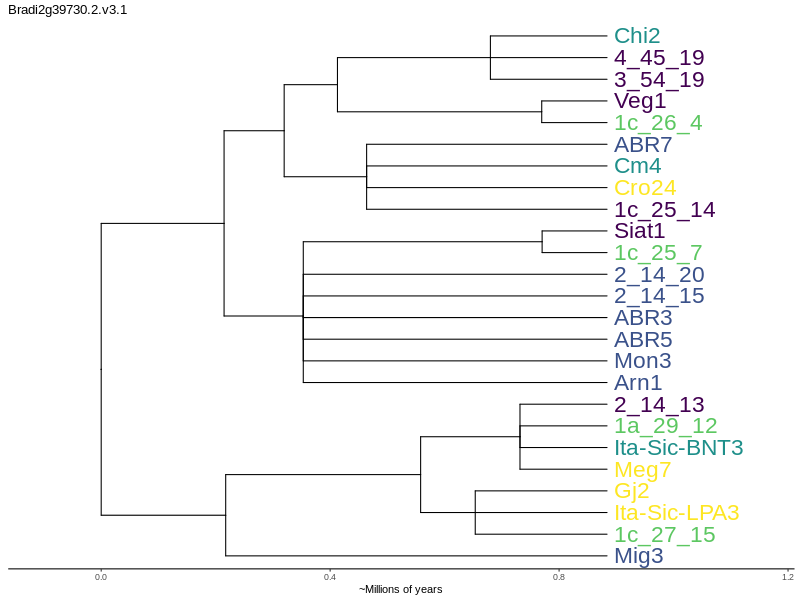 Bradi2g39730.2.v3.1
Chi2
4_45_19
3_54_19
Veg1
1c_26_4
ABR7
Cm4
Cro24
1c_25_14
Siat1
1c_25_7
2_14_20
2_14_15
ABR3
ABR5
Mon3
Arn1
2_14_13
1a_29_12
Ita-Sic-BNT3
Meg7
Gj2
Ita-Sic-LPA3
1c_27_15
Mig3
0.0 0.4 0.8 1.2
~Millions of years